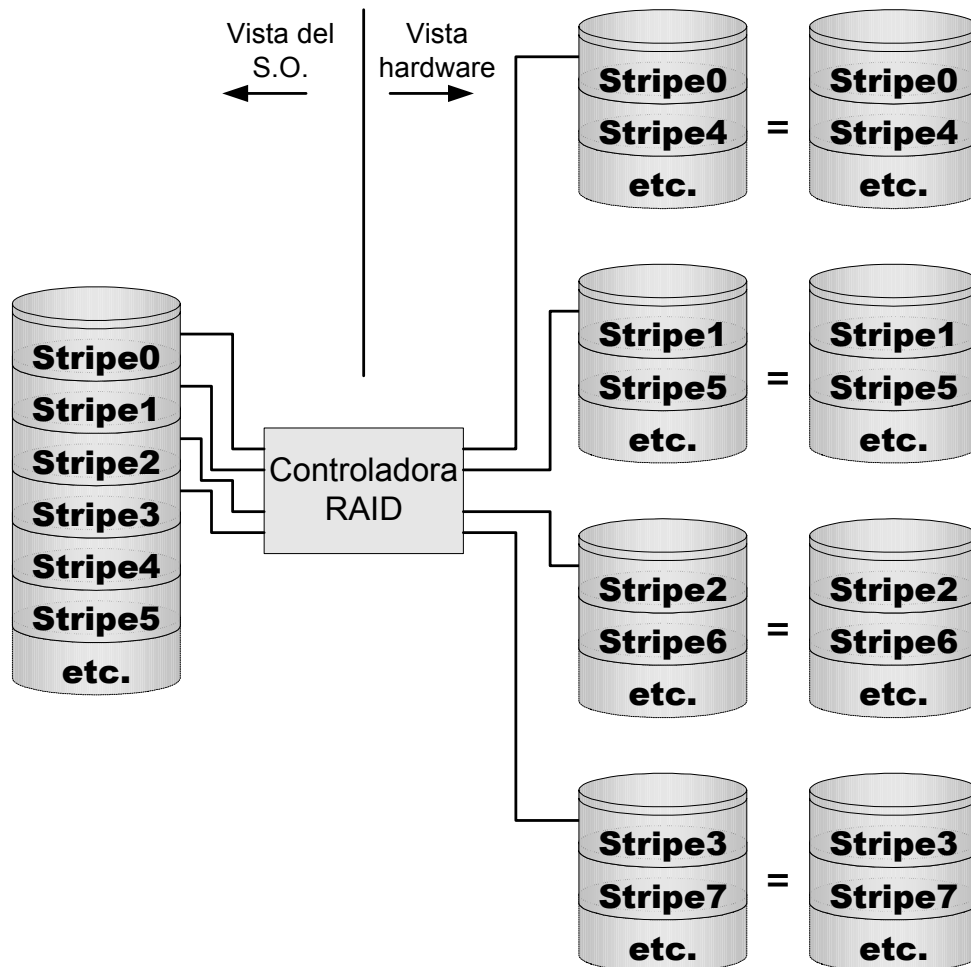 Vista del
S.O.
Vista
hardware
Stripe0
Stripe4
etc.
=
Stripe0
Stripe4
etc.
Stripe1
Stripe5
etc.
=
Stripe1
Stripe5
etc.
Stripe0
Stripe1
Stripe2
Stripe3
Stripe4
Stripe5
etc.
Controladora
RAID
Stripe2
Stripe6
etc.
=
Stripe2
Stripe6
etc.
Stripe3
Stripe7
etc.
=
Stripe3
Stripe7
etc.